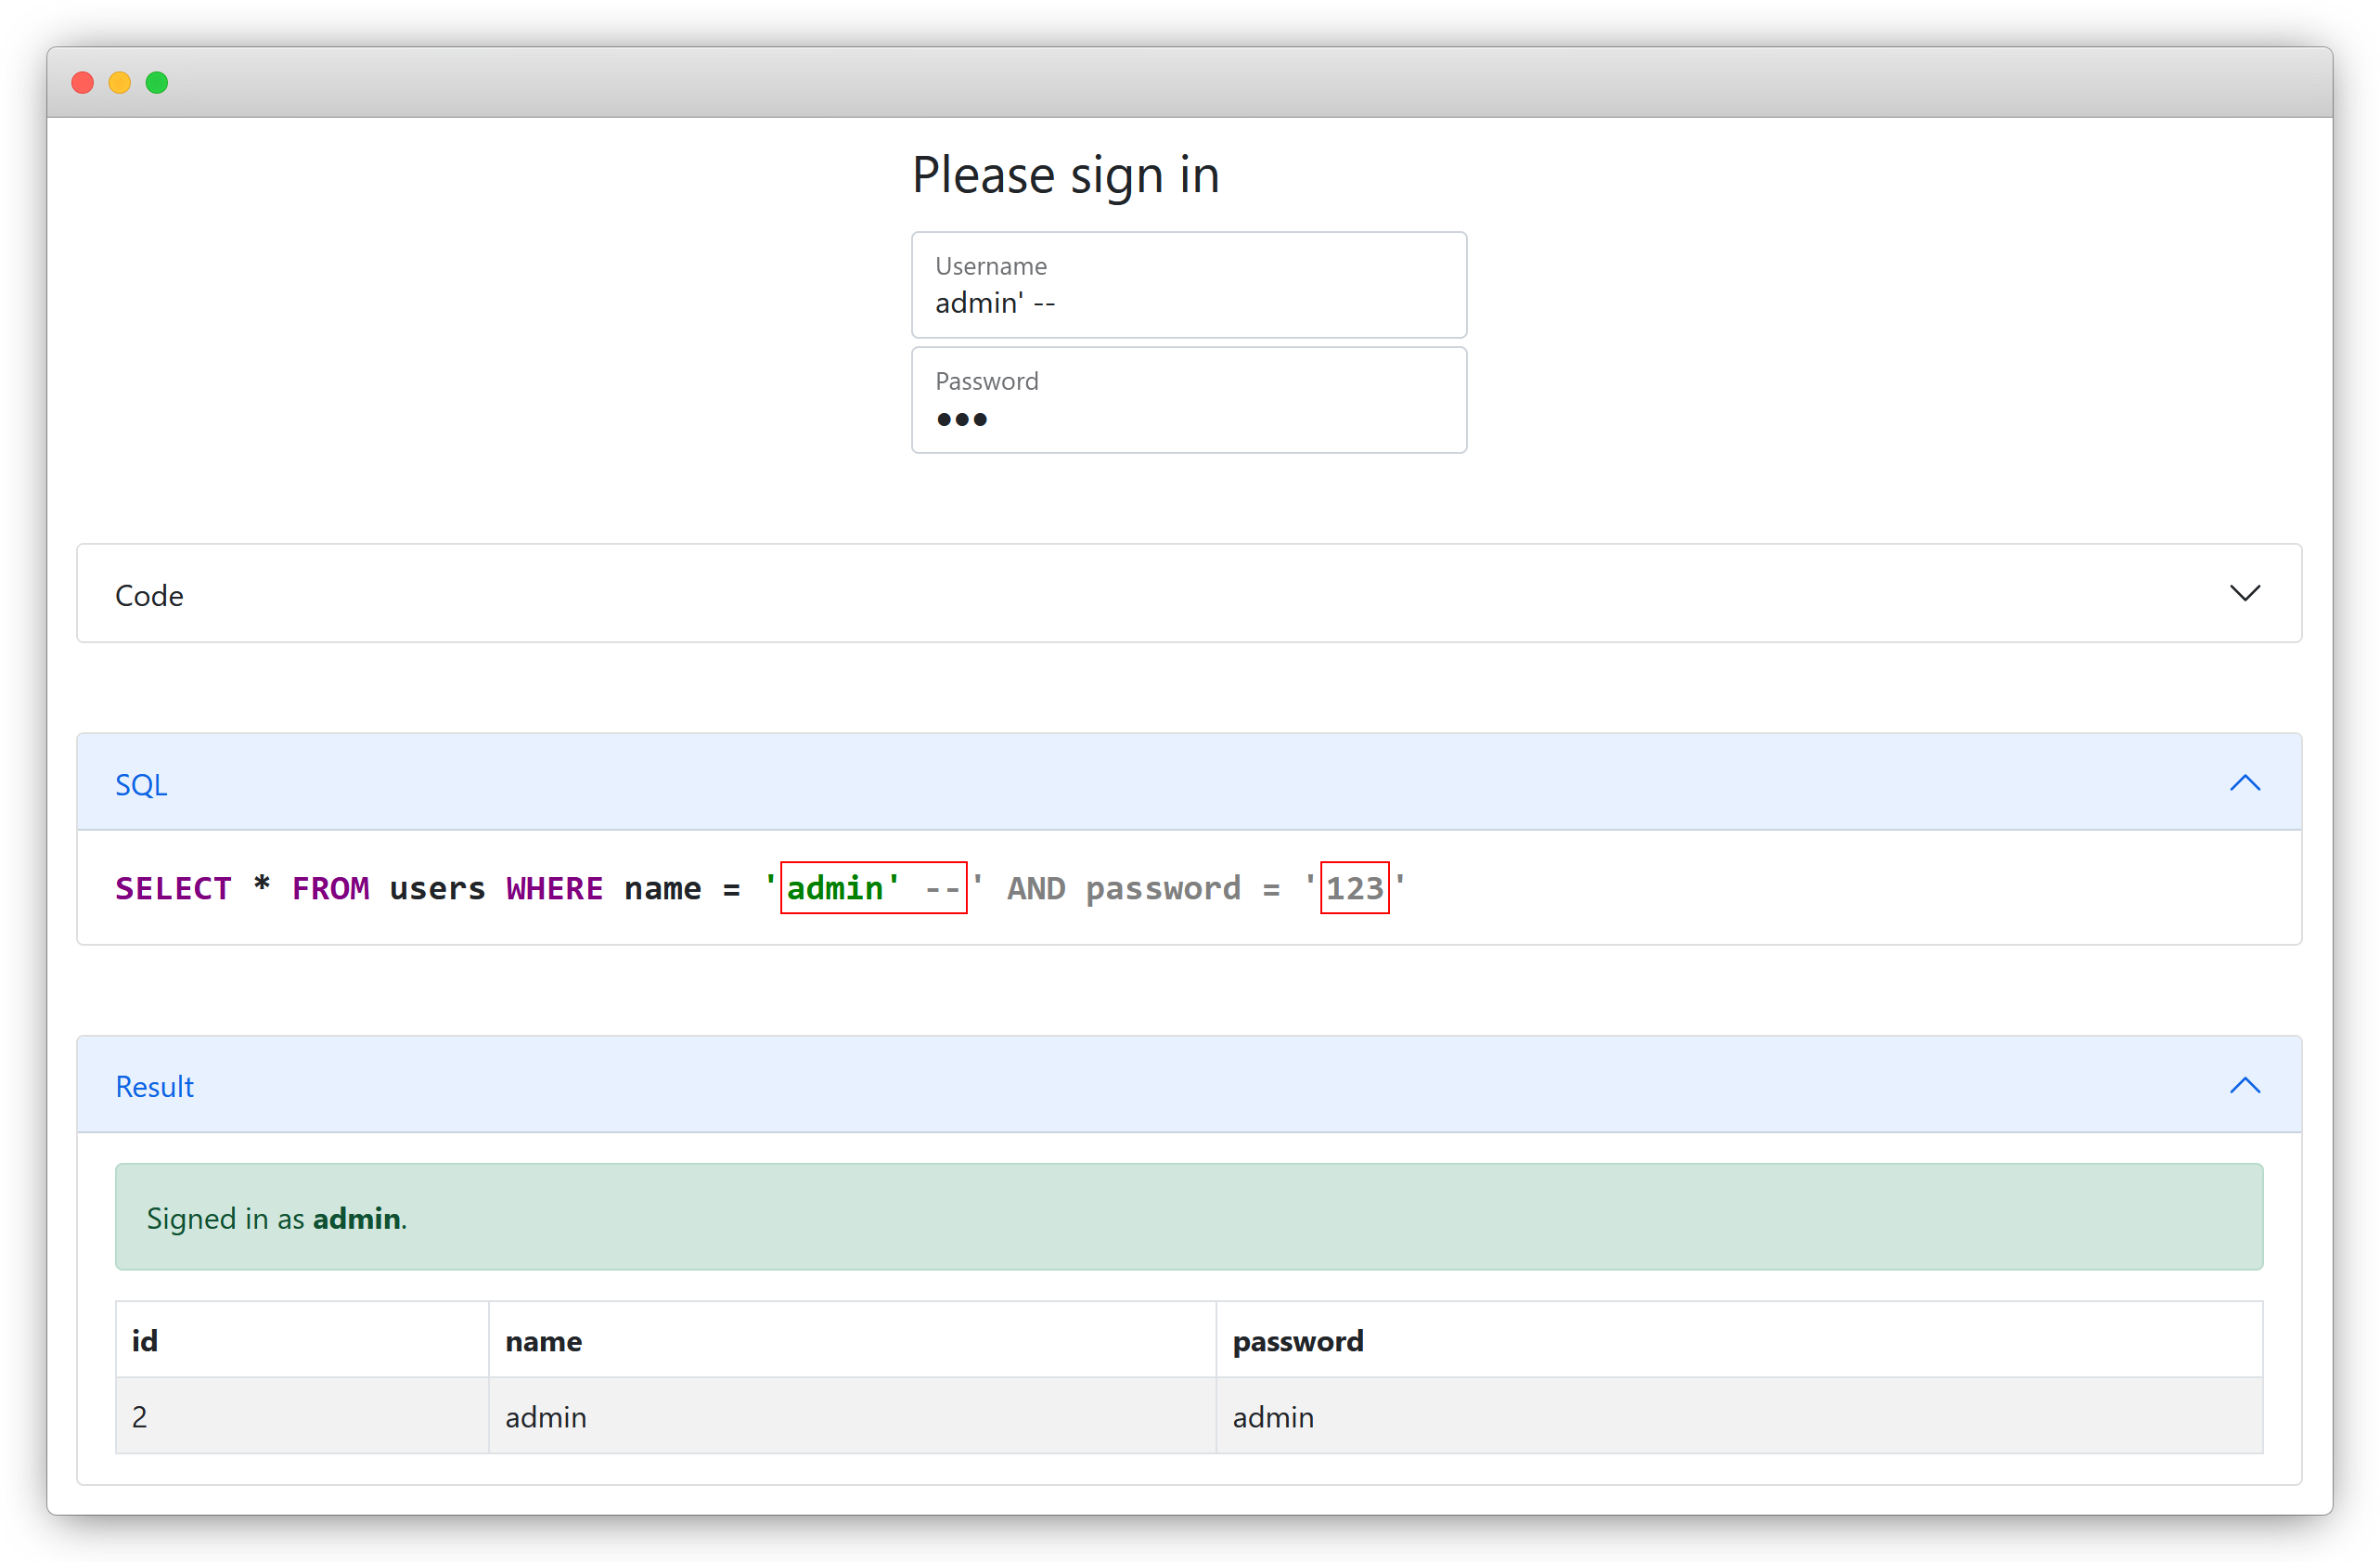 Please sign in
Username
admin' --
Password
•••
Code
SQL
SELECT * FROM users WHERE name = 'admin' --' AND password = '123'
Result
Signed in as admin.
id name password
2 admin admin